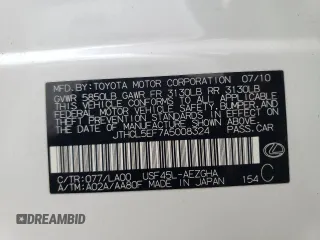 MFD.BY:TOYOTA MOTOR CORPORATION 07/10
GVWR 5850LB GAWR FR 3130LB RR 3130LB
THIS VEHICLE CONFORMS TO ALL APPLICABLE
FEDERAL MOTOR VEHICLE SAFETY, BUMPER, AND
THEFT PREVENTION STANDARDS IN EFFECT ON
THE DATE OF MANUFACTURE SHOWN ABOVE.
JTHCL5EF7A5008324 PASS.CAR
C/TR:077/LA00 USF45L-AEZGHA
A/TM:A02A/AA80F MADE IN JAPAN 154 C
DREAMBID